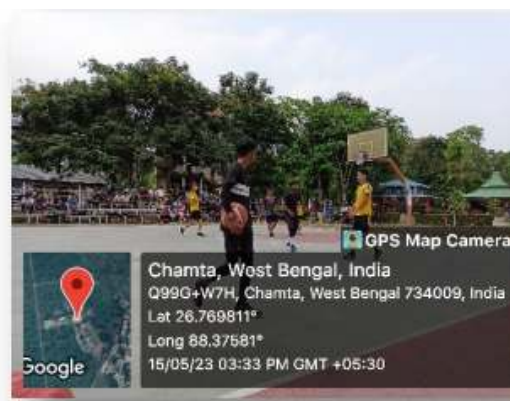 GPS Map Camera
Chamta, West Bengal, India
Q99G+W7H, Chamta, West Bengal 734009, India
Lat 26.769811°
Long 88.37581°
15/05/23 03:33 PM GMT +05:30
Google